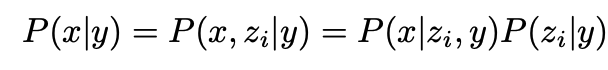 P(x|y) = P(x, z_i|y) = P(x|z_i, y)P(z_i|y)